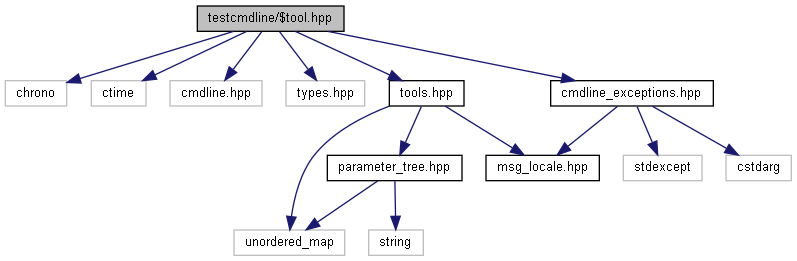 testcmdline/$tool.hpp
chrono
ctime
cmdline.hpp
types.hpp
tools.hpp
cmdline_exceptions.hpp
parameter_tree.hpp
msg_locale.hpp
stdexcept
cstdarg
unordered_map
string